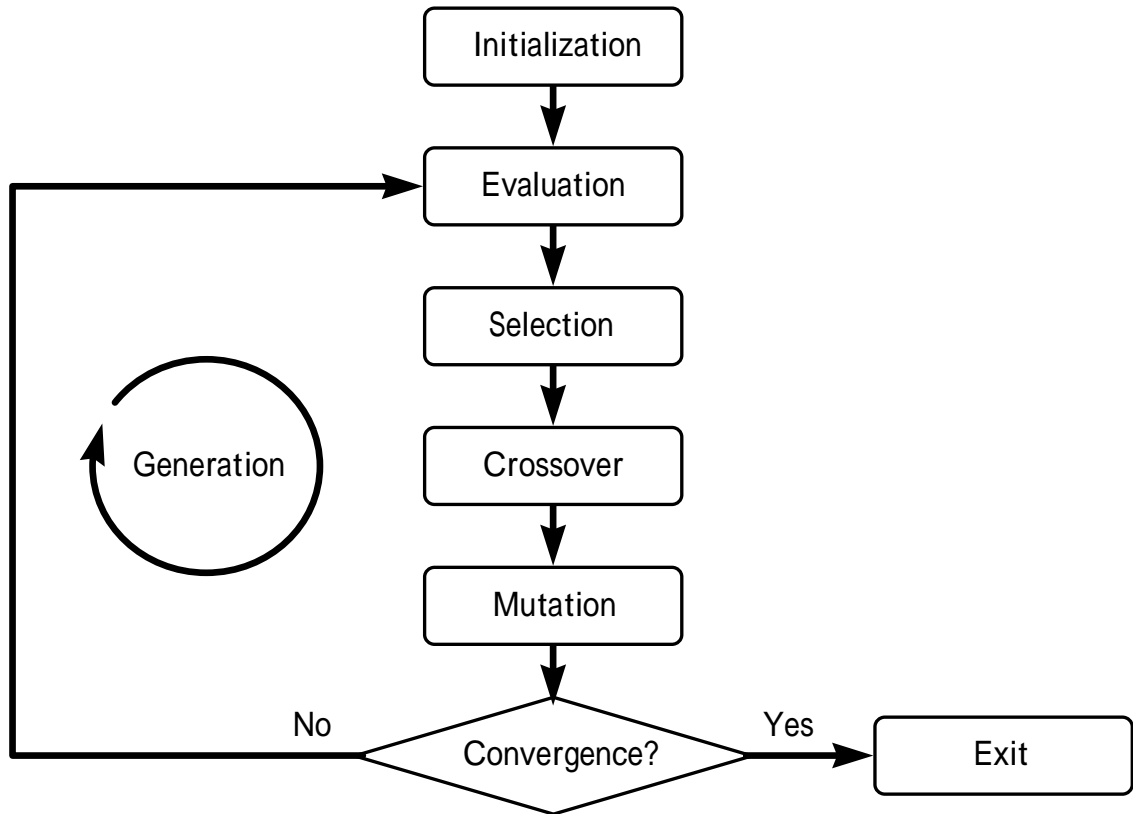 Initialization
Evaluation
Selection
Crossover
Generation
Mutation
No
Yes
Convergence?
Exit